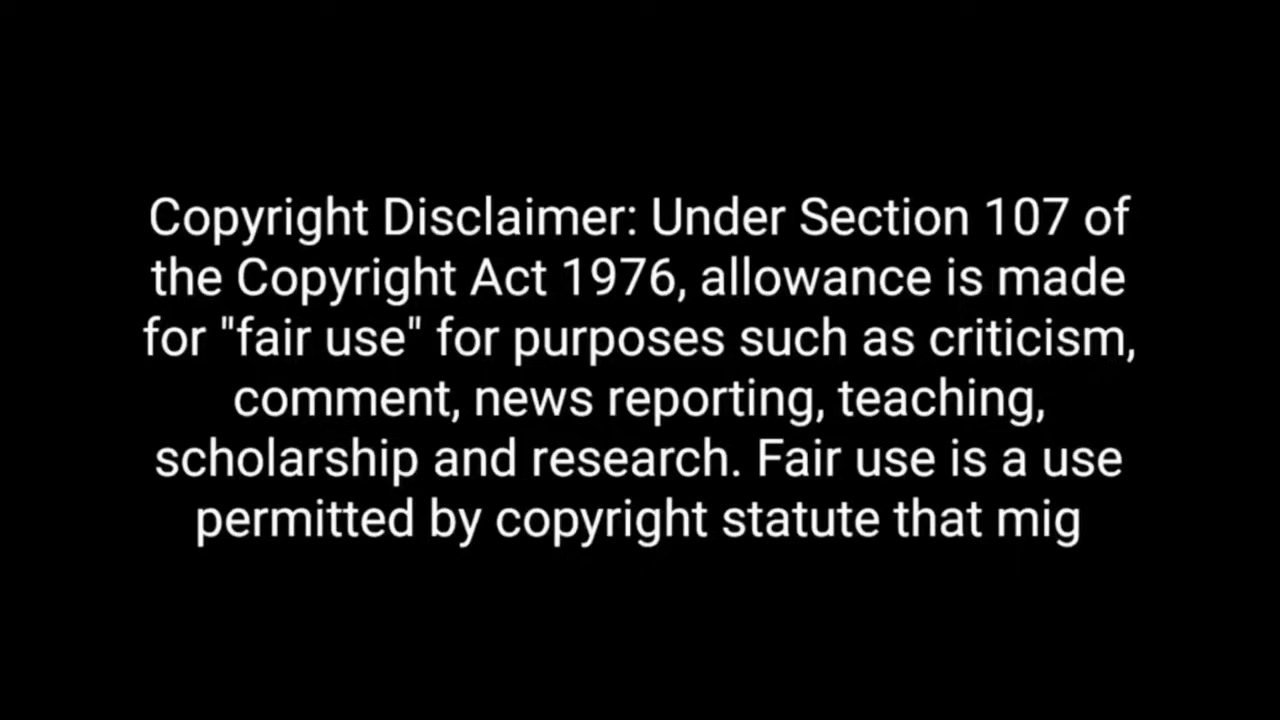 Copyright Disclaimer: Under Section 107 of
the Copyright Act 1976, allowance is made
for "fair use" for purposes such as criticism,
comment, news reporting, teaching,
scholarship and research. Fair use is a use
permitted by copyright statute that mig